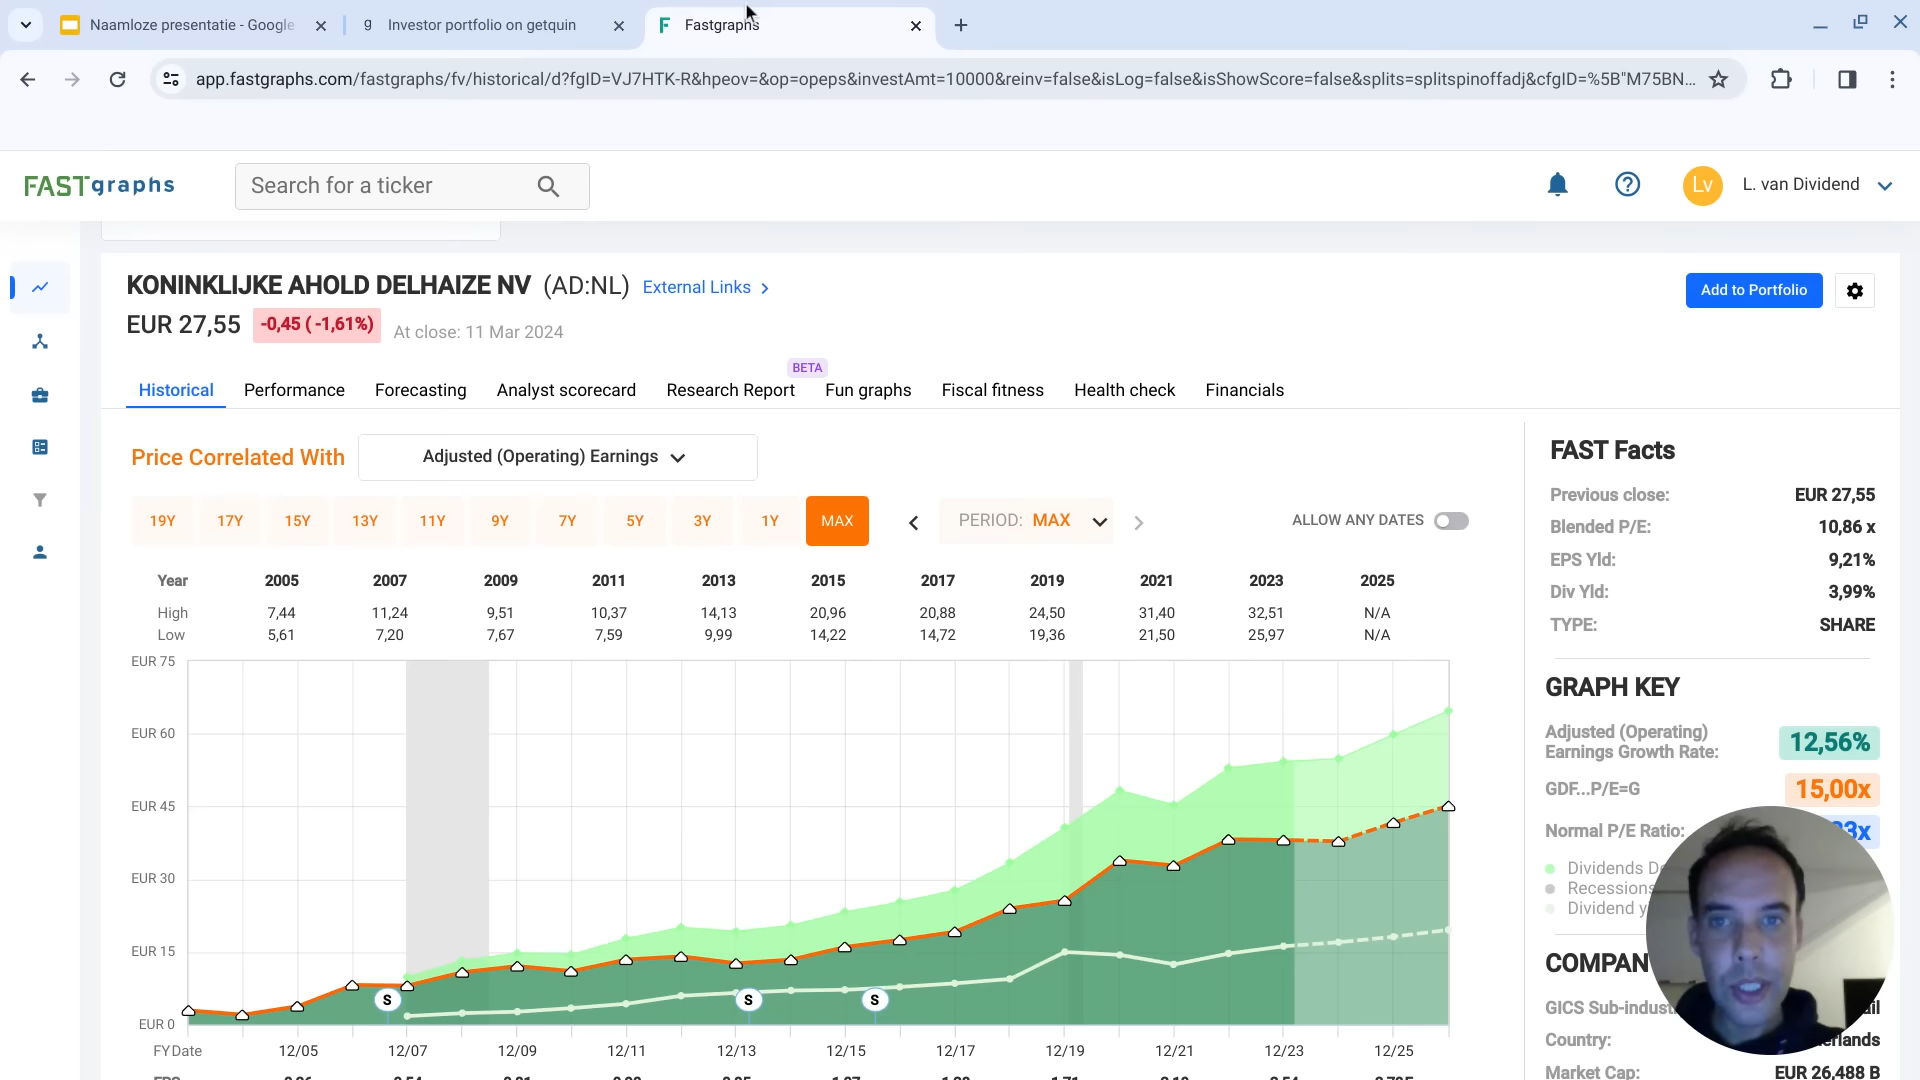 Naamloze presentatie - Google
Investor portfolio on getquin
Fastgraphs
app.fastgraphs.com/fastgraphs/fv/historical/d?fgID=VJ7HTK-R&hpeov=&op=opeps&investAmt=10000&reinv=false&isLog=false&isShowScore=false&splits=splitspinoffadj&cfgID=%5B"M75BN...
FASTgraphs
Search for a ticker
Lv
L. van Dividend
KONINKLIJKE AHOLD DELHAIZE NV (AD:NL) External Links
Add to Portfolio
EUR 27,55 -0,45 ( -1,61%) At close: 11 Mar 2024
BETA
Historical Performance Forecasting Analyst scorecard Research Report Fun graphs Fiscal fitness Health check Financials
Price Correlated With Adjusted (Operating) Earnings
19Y 17Y 15Y 13Y 11Y 9Y 7Y 5Y 3Y 1Y MAX PERIOD: MAX ALLOW ANY DATES
Year 2005 2007 2009 2011 2013 2015 2017 2019 2021 2023 2025
High 7,44 11,24 9,51 10,37 14,13 20,96 20,88 24,50 31,40 32,51 N/A
Low 5,61 7,20 7,67 7,59 9,99 14,22 14,72 19,36 21,50 25,97 N/A
EUR 75
EUR 60
EUR 45
EUR 30
EUR 15
EUR 0
S S S
FYDate 12/05 12/07 12/09 12/11 12/13 12/15 12/17 12/19 12/21 12/23 12/25
FAST Facts
Previous close: EUR 27,55
Blended P/E: 10,86 x
EPS Yld: 9,21%
Div Yld: 3,99%
TYPE: SHARE
GRAPH KEY
Adjusted (Operating)
Earnings Growth Rate: 12,56%
GDF...P/E=G 15,00x
Normal P/E Ratio: 3x
Dividends
Recessions
Dividend
GICS
Country:
Market Cap: EUR 26,488 B